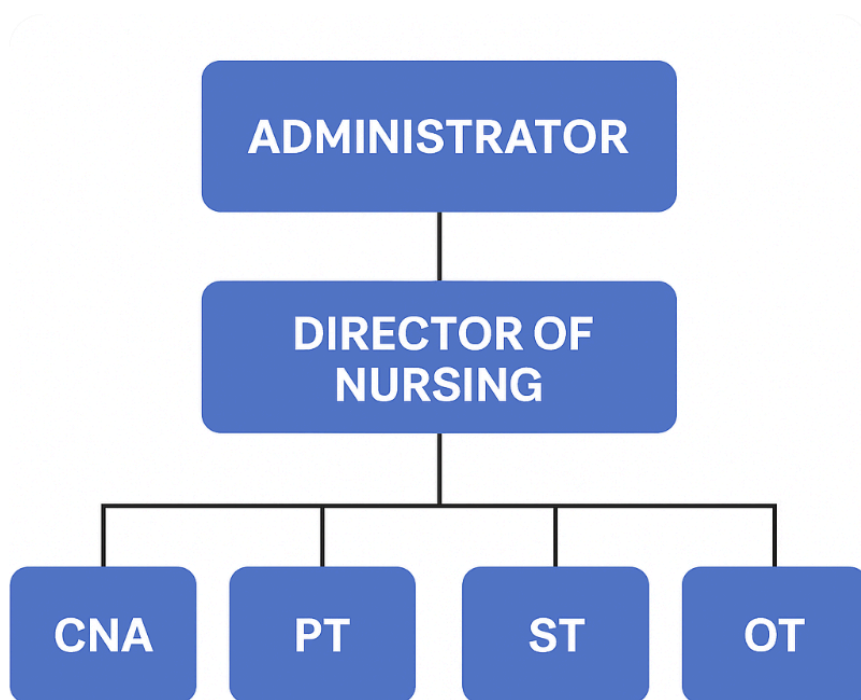 ADMINISTRATOR
DIRECTOR OF
NURSING
CNA PT ST OT